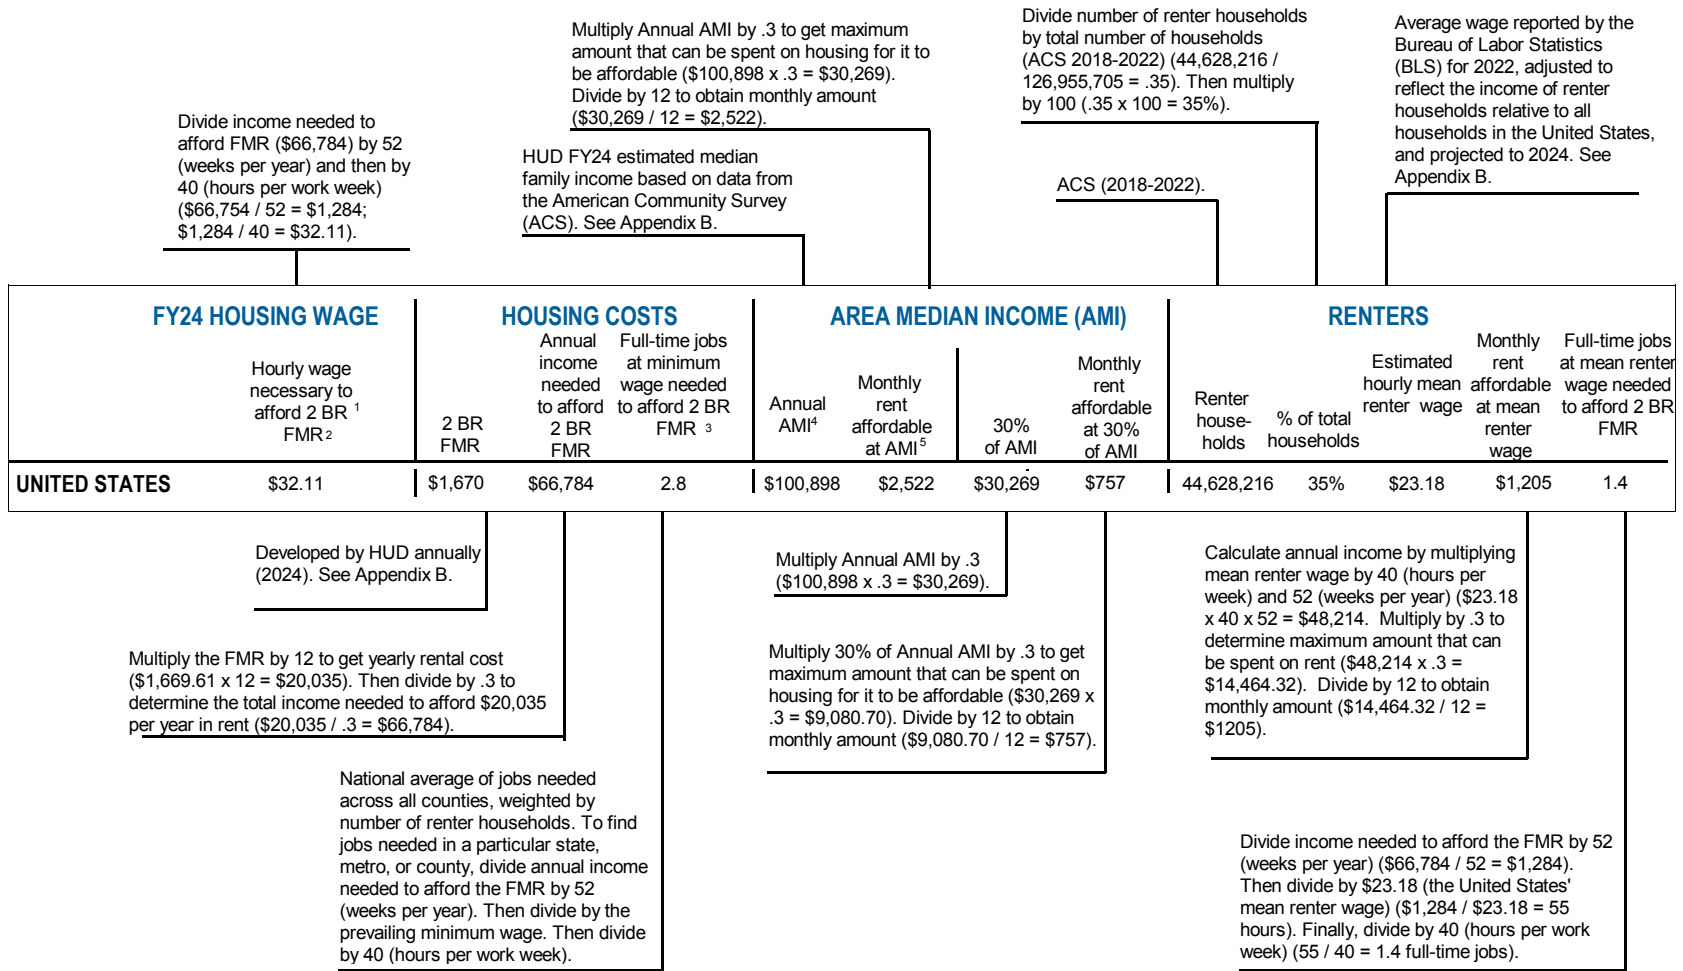 Multiply Annual AMI by .3 to get maximum
amount that can be spent on housing for it to
be affordable ($100,898 x .3 = $30,269).
Divide by 12 to obtain monthly amount
($30,269 / 12 = $2,522).
Divide number of renter households
by total number of households
(ACS 2018-2022) (44,628,216 /
126,955,705 = .35). Then multiply
by 100 (.35 x 100 = 35%).
Average wage reported by the
Bureau of Labor Statistics
(BLS) for 2022, adjusted to
reflect the income of renter
households relative to all
households in the United States,
and projected to 2024. See
Appendix B.
Divide income needed to
afford FMR ($66,784) by 52
(weeks per year) and then by
40 (hours per work week)
($66,754 / 52 = $1,284;
$1,284 / 40 = $32.11).
HUD FY24 estimated median
family income based on data from
the American Community Survey
(ACS). See Appendix B.
ACS (2018-2022).
FY24 HOUSING WAGE
Hourly wage
necessary to
afford 2 BR 1
FMR 2
HOUSING COSTS
2 BR
FMR
Annual
income
needed
to afford
2 BR
FMR
Full-time jobs
at minimum
wage needed
to afford 2 BR
FMR 3
AREA MEDIAN INCOME (AMI)
Annual
AMI4
Monthly
rent
affordable
at AMI 5
30%
of AMI
Monthly
rent
affordable
at 30%
of AMI
RENTERS
Renter
house-
holds
% of total
households
Estimated
hourly mean
renter wage
Monthly
rent
affordable
at mean
renter
wage
Full-time jobs
at mean renter
wage needed
to afford 2 BR
FMR
UNITED STATES $32.11 $1,670 $66,784 2.8 $100,898 $2,522 $30,269 $757 44,628,216 35% $23.18 $1,205 1.4
Developed by HUD annually
(2024). See Appendix B.
Multiply the FMR by 12 to get yearly rental cost
($1,669.61 x 12 = $20,035). Then divide by .3 to
determine the total income needed to afford $20,035
per year in rent ($20,035 / .3 = $66,784).
National average of jobs needed
across all counties, weighted by
number of renter households. To find
jobs needed in a particular state,
metro, or county, divide annual income
needed to afford the FMR by 52
(weeks per year). Then divide by the
prevailing minimum wage. Then divide
by 40 (hours per work week).
Multiply Annual AMI by .3
($100,898 x .3 = $30,269).
Multiply 30% of Annual AMI by .3 to get
maximum amount that can be spent on
housing for it to be affordable ($30,269 x
.3 = $9,080.70). Divide by 12 to obtain
monthly amount ($9,080.70 / 12 = $757).
Calculate annual income by multiplying
mean renter wage by 40 (hours per
week) and 52 (weeks per year) ($23.18
x 40 x 52 = $48,214. Multiply by .3 to
determine maximum amount that can
be spent on rent ($48,214 x .3 =
$14,464.32). Divide by 12 to obtain
monthly amount ($14,464.32 / 12 =
$1205).
Divide income needed to afford the FMR by 52
(weeks per year) ($66,784 / 52 = $1,284).
Then divide by $23.18 (the United States'
mean renter wage) ($1,284 / $23.18 = 55
hours). Finally, divide by 40 (hours per work
week) (55 / 40 = 1.4 full-time jobs).